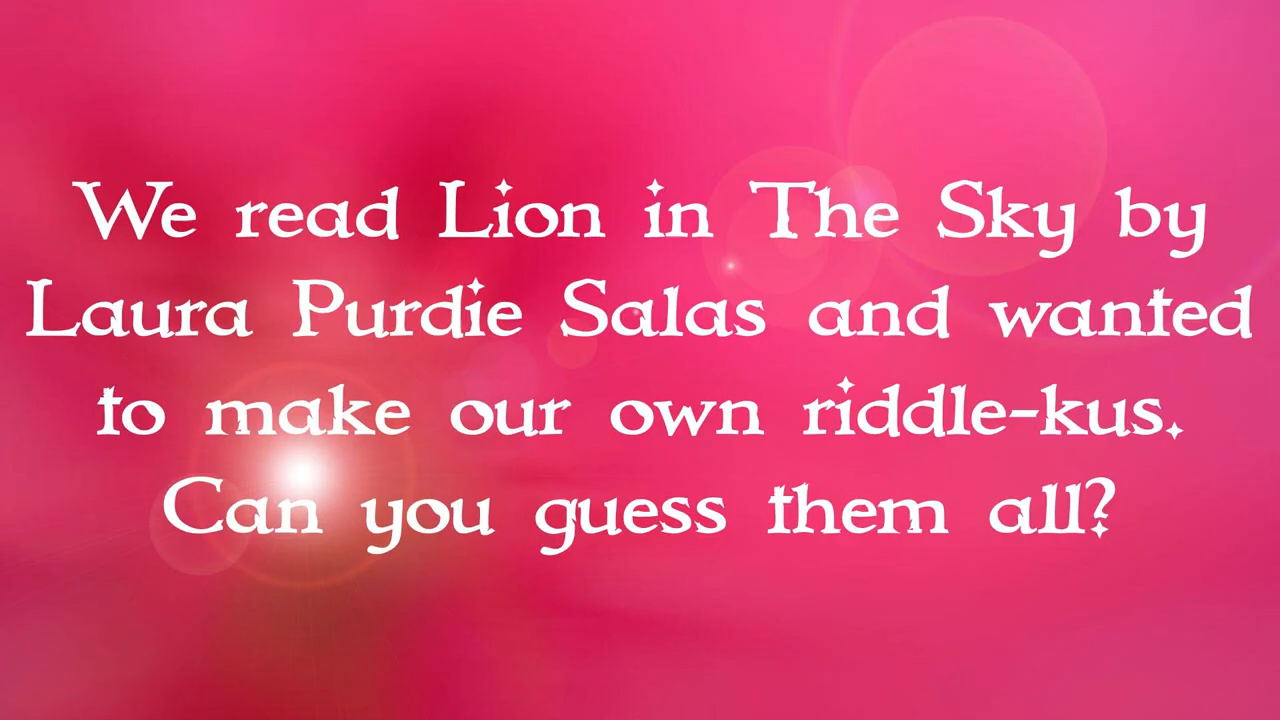 We read Lion in The Sky by
Laura Purdie Salas and wanted
to make our own riddle-kus.
Can you guess them all?